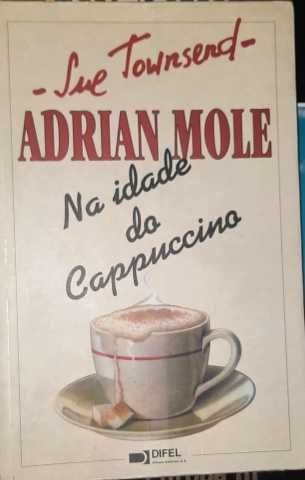 - Sue Townsend -
ADRIAN MOLE
Na idade
do
Cappuccino
DIFEL